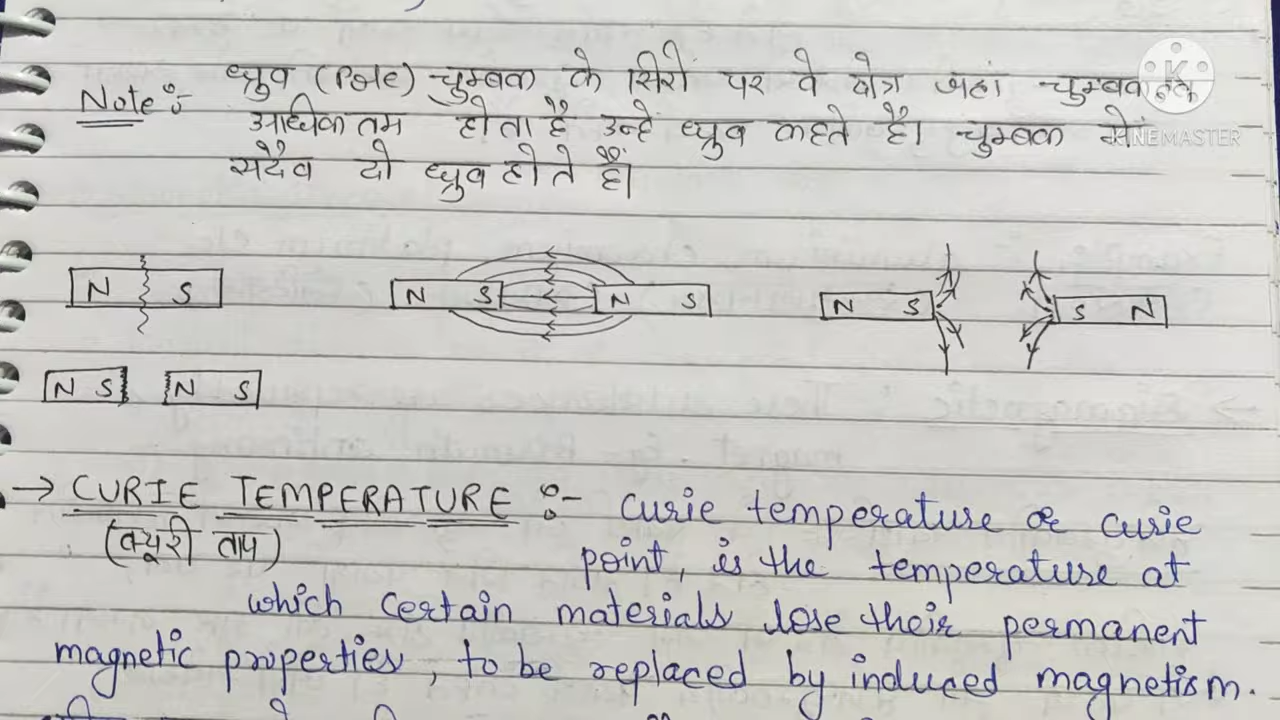 ध्रुव (Pole) चुम्बक के सिरों पर वे क्षेत्र जहां चुम्बकत्व
Note:-
अधिकतम होता है उन्हें ध्रुव कहते हैं। चुम्बक में
सदैव दो ध्रुव होते हैं।
K
KINEMASTER
N S
N S N S
N S S N
N S N S
→ CURIE TEMPERATURE :- Curie temperature or curie
(क्यूरी ताप) point, is the temperature at
which certain materials lose their permanent
magnetic properties, to be replaced by induced magnetism.